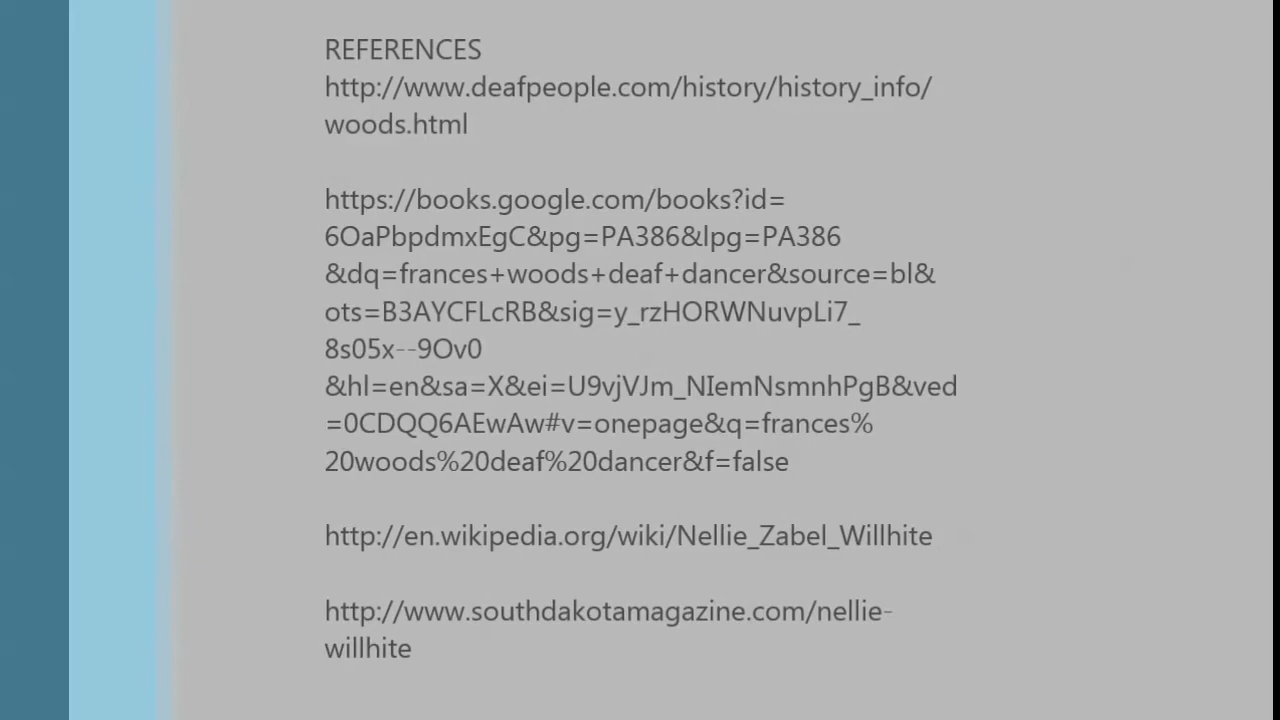 REFERENCES
http://www.deafpeople.com/history/history_info/
woods.html
https://books.google.com/books?id=
6OaPbpdmxEgC&pg=PA386&lpg=PA386
&dq=frances+woods+deaf+dancer&source=bl&
ots=B3AYCFLcRB&sig=y_rzHORWNuvpLi7_
8s05x--9Ov0
&hl=en&sa=X&ei=U9vjVJm_NIemNsmnhPgB&ved
=0CDQQ6AEwAw#v=onepage&q=frances%
20woods%20deaf%20dancer&f=false
http://en.wikipedia.org/wiki/Nellie_Zabel_Willhite
http://www.southdakotamagazine.com/nellie-
willhite